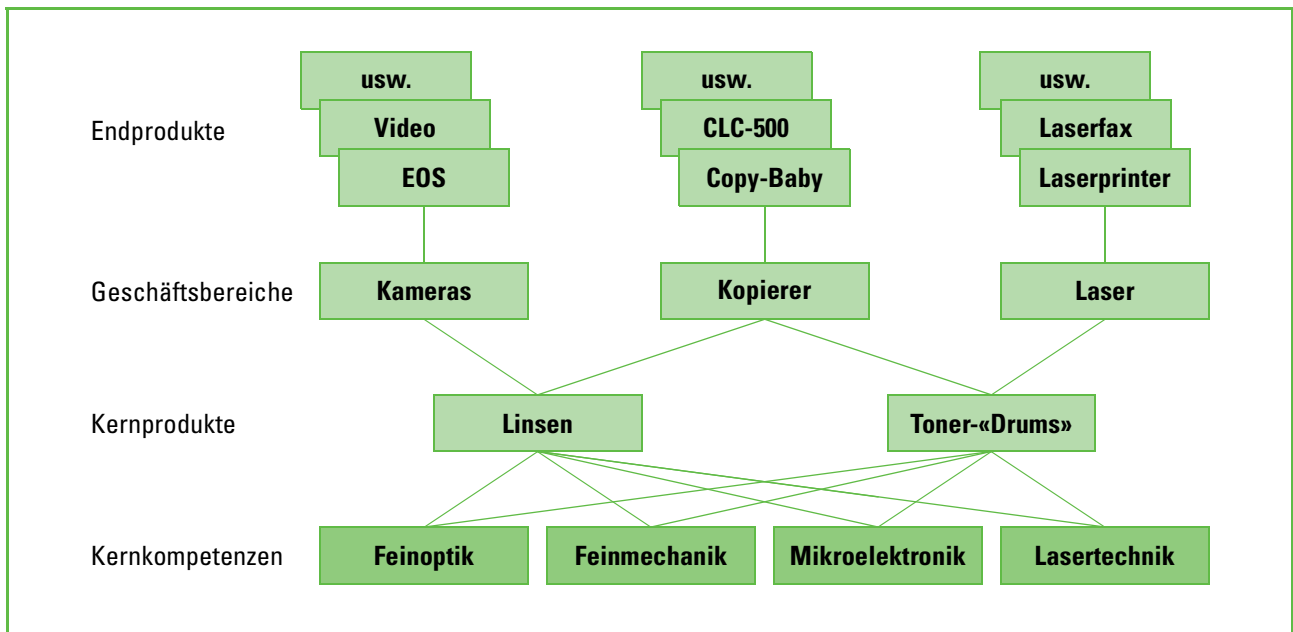 usw.
usw.
usw.
Endprodukte
Video
CLC-500
Laserfax
EOS
Copy-Baby
Laserprinter
Geschäftsbereiche
Kameras
Kopierer
Laser
Kernprodukte
Linsen
Toner-«Drums»
Kernkompetenzen
Feinoptik
Feinmechanik
Mikroelektronik
Lasertechnik